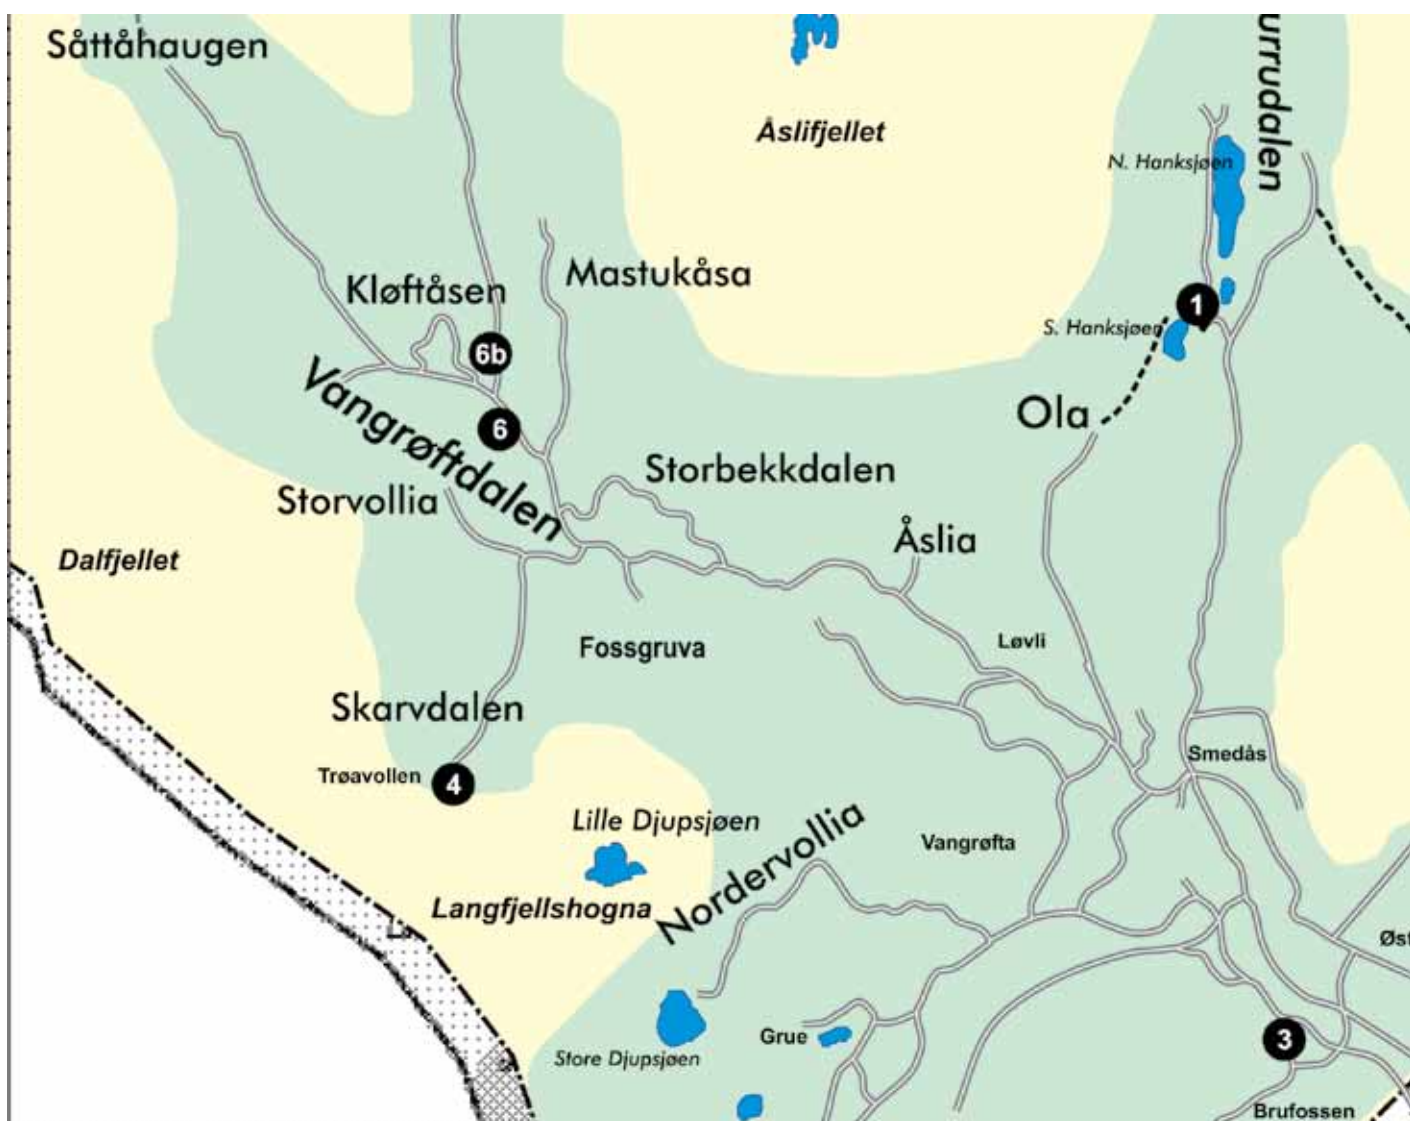 Såttåhaugen
urrudalen
Åslifjellet
N. Hanksjøen
Mastukåsa
Kløftåsen
1
S. Hanksjøen
6b
Vangrøftdalen
Ola
6
Storbekkdalen
Storvollia
Åslia
Dalfjellet
Fossgruva
Løvli
Skarvdalen
Smedås
Trøavollen
4
Lille Djupsjøen
Nordervollia
Vangrøfta
Langfjellshogna
Øst
Grue
3
Store Djupsjøen
Brufossen